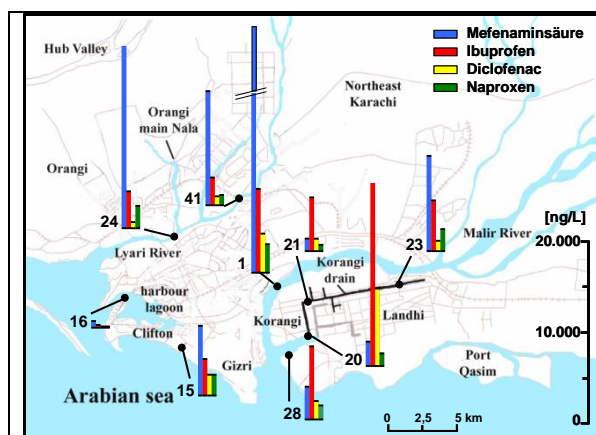 Mefenaminsäure
Ibuprofen
Diclofenac
Naproxen
Hub Valley
Northeast
Karachi
Orangi
main Nala
Orangi
41
24
[ng/L]
21
23
Malir River
20.000
Lyari River
1
Korangi
drain
harbour
lagoon
16
Korangi
Landhi
Clifton
10.000
20
Port
Qasim
Gizri
15
Arabian sea
28
0 2,5 5 km
0